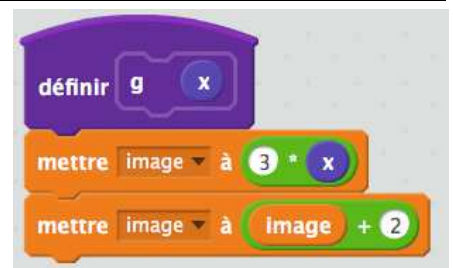 définir g x
mettre image ▾ à 3 * x
mettre image ▾ à image + 2